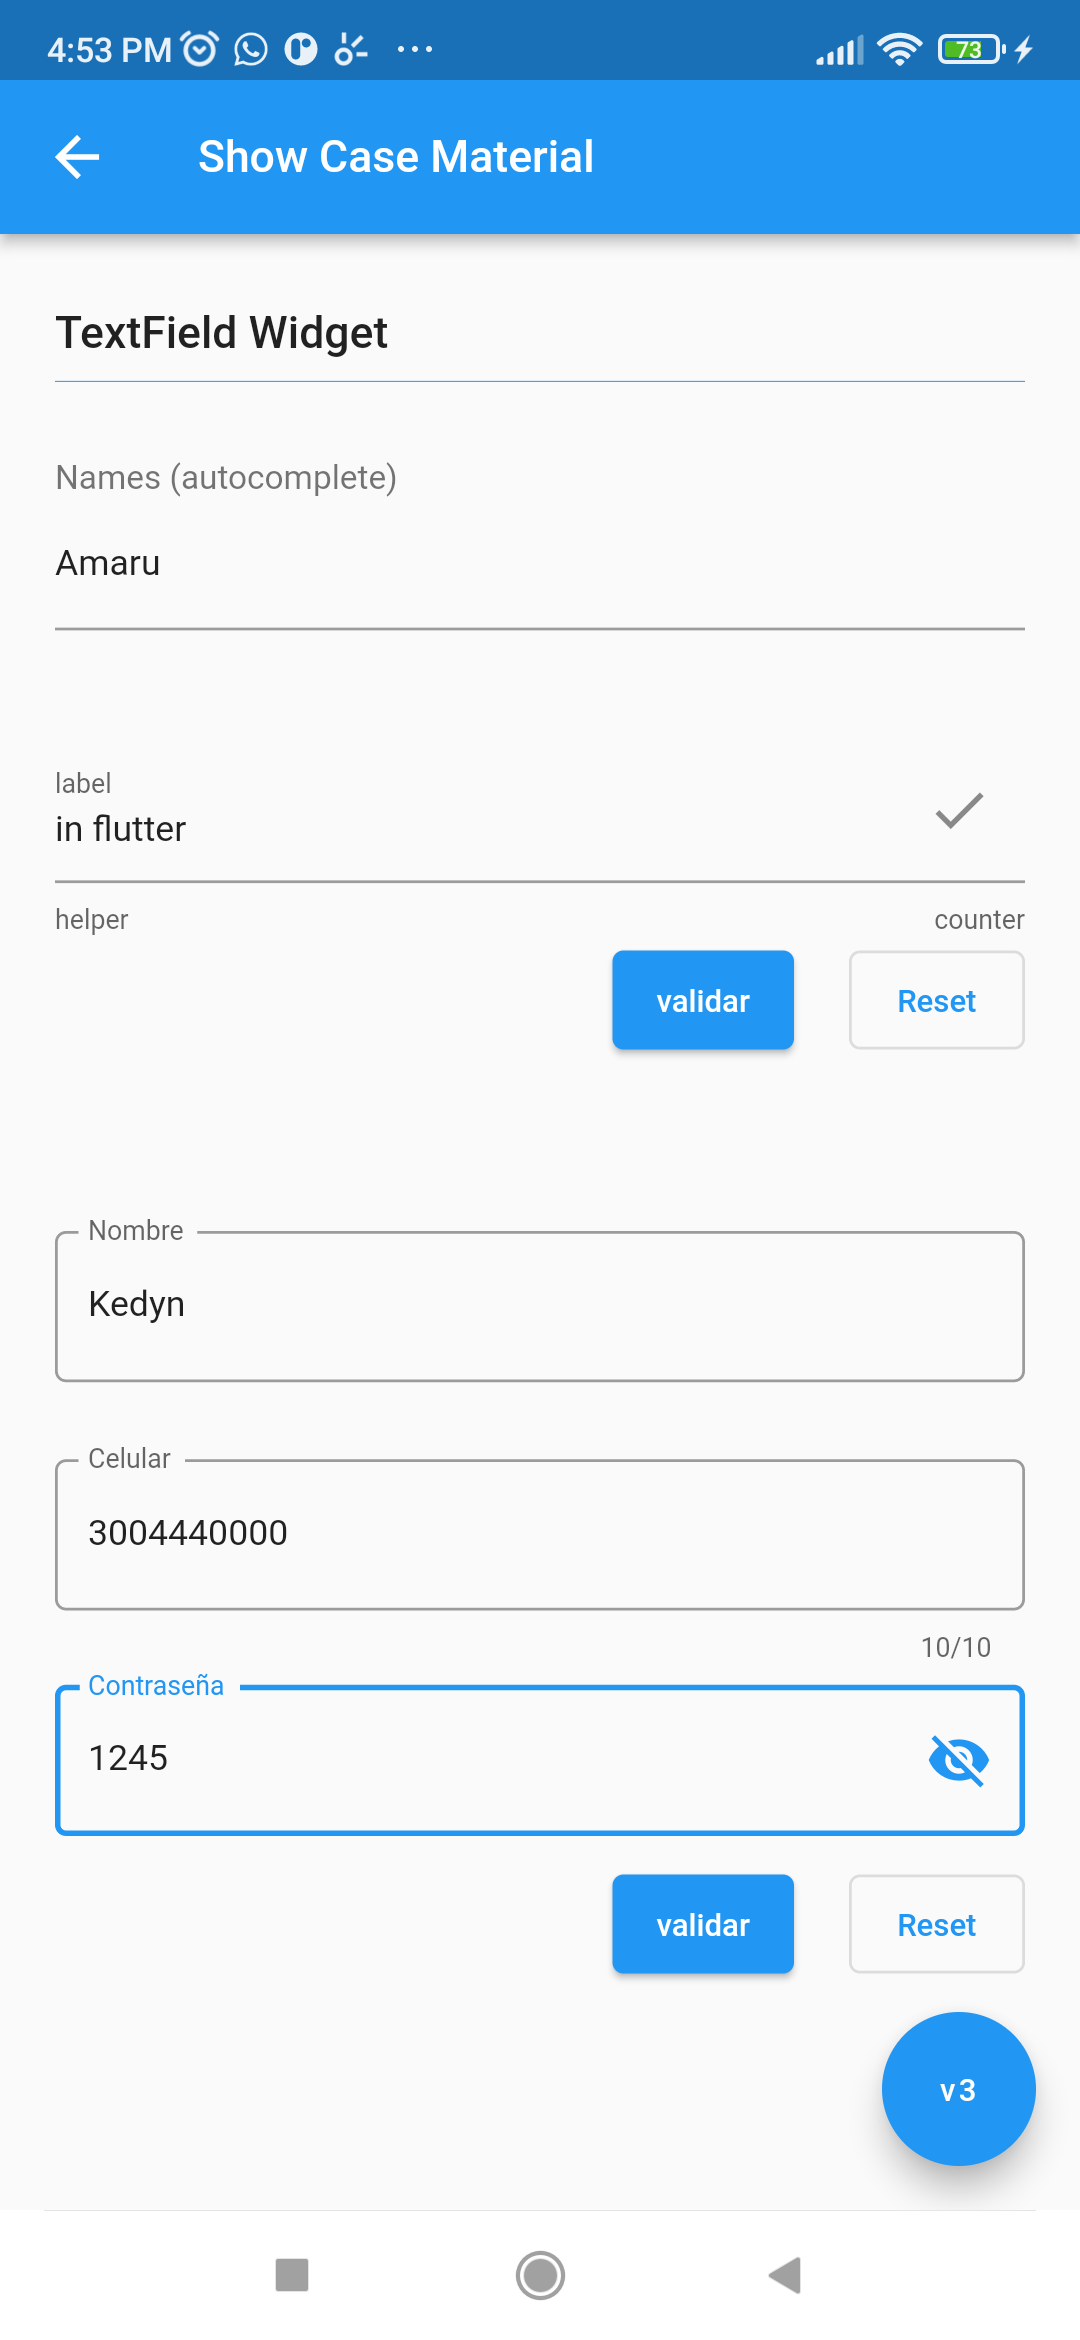 4:53 PM
73
Show Case Material
TextField Widget
Names (autocomplete)
Amaru
label
in flutter
helper
counter
validar
Reset
Nombre
Kedyn
Celular
3004440000
10/10
Contraseña
1245
validar
Reset
v3